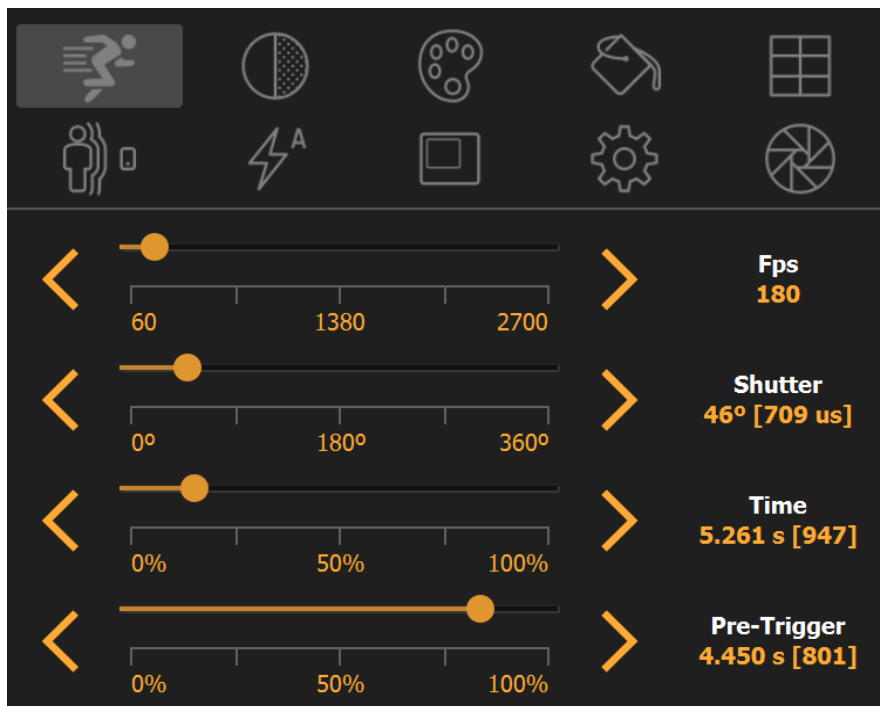 A
60 1380 2700
Fps
180
0º 180º 360º
Shutter
46º [709 us]
0% 50% 100%
Time
5.261 s [947]
0% 50% 100%
Pre-Trigger
4.450 s [801]